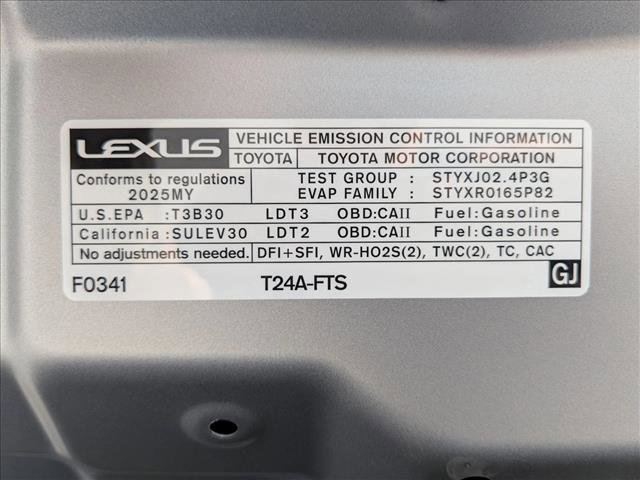 LEXUS VEHICLE EMISSION CONTROL INFORMATION
TOYOTA TOYOTA MOTOR CORPORATION
Conforms to regulations
2025MY
TEST GROUP : STYXJ02.4P3G
EVAP FAMILY : STYXR0165P82
U.S.EPA :T3B30 LDT3 OBD:CAII Fuel:Gasoline
California:SULEV30 LDT2 OBD:CAII Fuel:Gasoline
No adjustments needed. DFI+SFI, WR-HO2S(2), TWC(2), TC, CAC
F0341 T24A-FTS GJ